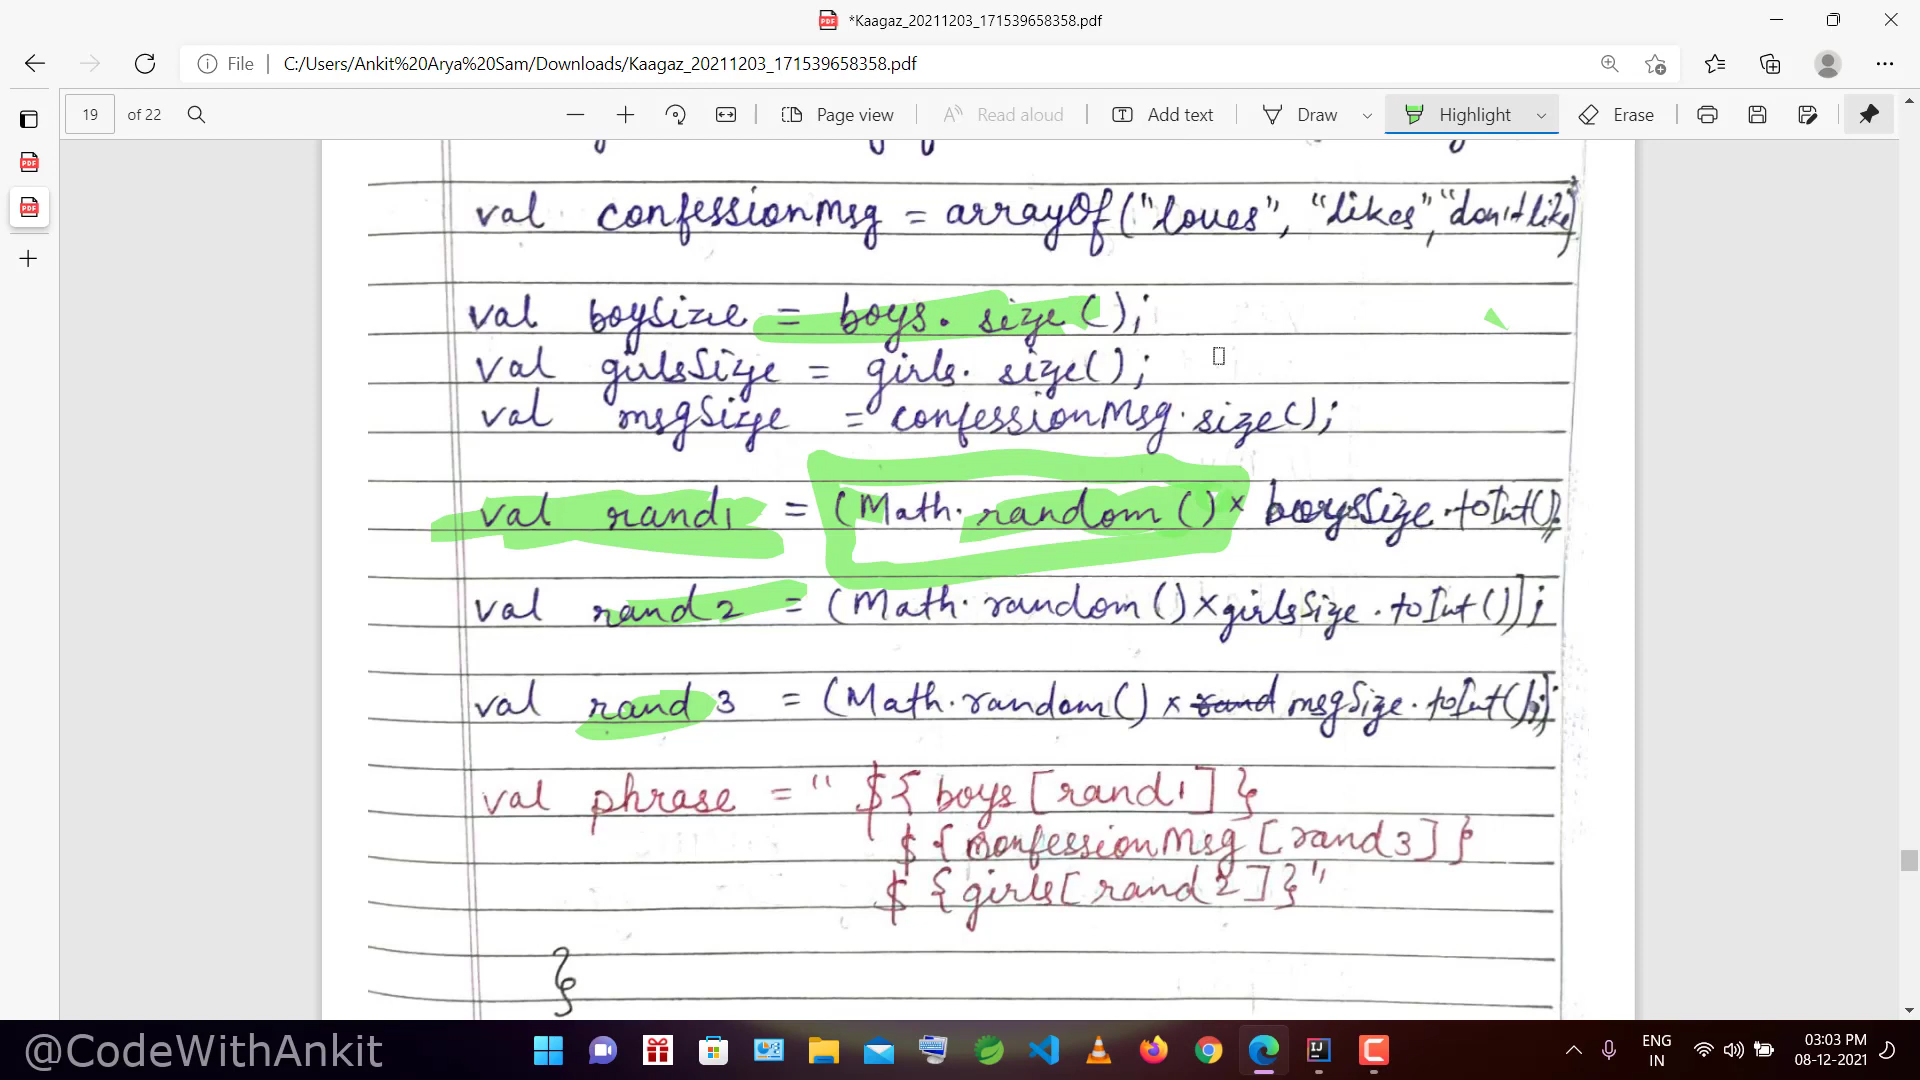 *Kaagaz_20211203_171539658358.pdf
File
C:/Users/Ankit%20Arya%20Sam/Downloads/Kaagaz_20211203_171539658358.pdf
19 of 22
Page view
Read aloud
Add text
Draw
Highlight
Erase
val confessionMsg = arrayOf("loves", "likes", "don't like")
val boySize = boys.size();
val girlsSize = girls.size();
val msgSize = confessionMsg.size();
val rand1 = (Math.random() × boysSize.toInt());
val rand2 = (Math.random() × girlsSize.toInt());
val rand3 = (Math.random() × rand msgSize.toInt());
val phrase = "${boys[rand1]}
${confessionMsg[rand3]}
${girls[rand2]}"
}
@CodeWithAnkit
ENG
IN
03:03 PM
08-12-2021